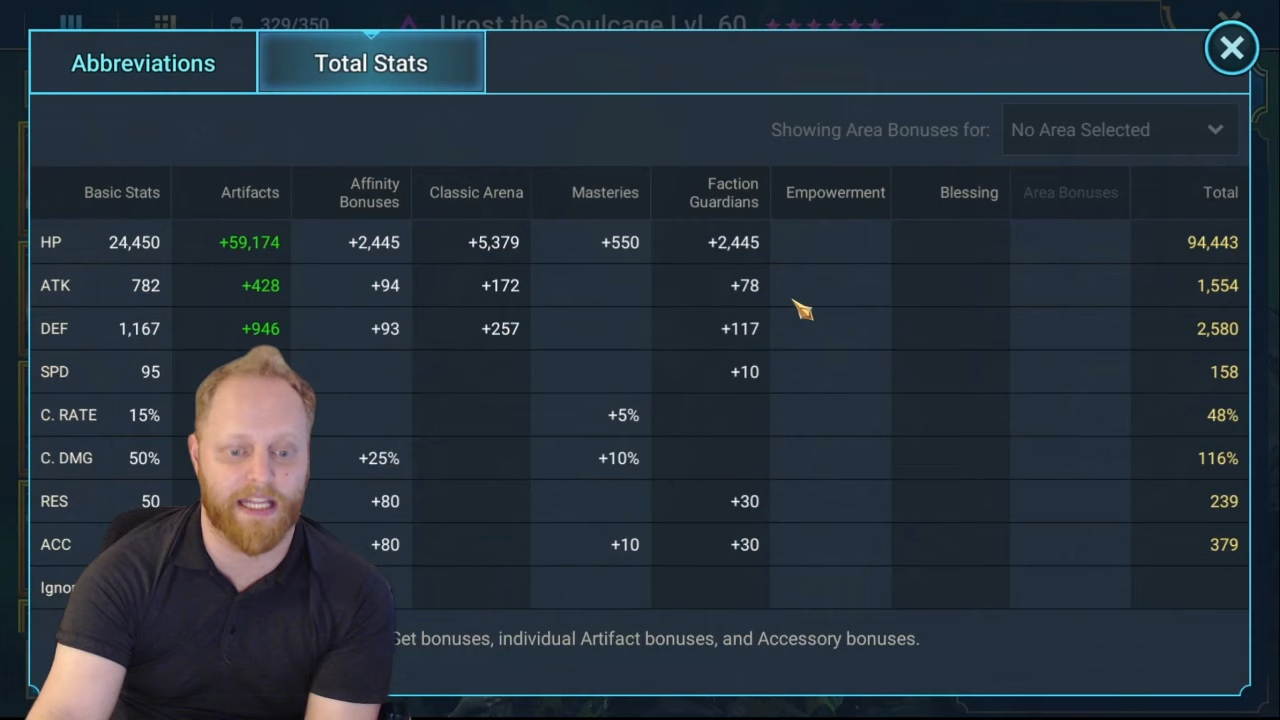 329/350 Urost the Soulcage Lvl. 60
Abbreviations Total Stats
Showing Area Bonuses for: No Area Selected
Basic Stats Artifacts Affinity Bonuses Classic Arena Masteries Faction Guardians Empowerment Blessing Area Bonuses Total
HP 24,450 +59,174 +2,445 +5,379 +550 +2,445 94,443
ATK 782 +428 +94 +172 +78 1,554
DEF 1,167 +946 +93 +257 +117 2,580
SPD 95 +10 158
C. RATE 15% +5% 48%
C. DMG 50% +25% +10% 116%
RES 50 +80 +30 239
ACC +80 +10 +30 379
Set bonuses, individual Artifact bonuses, and Accessory bonuses.